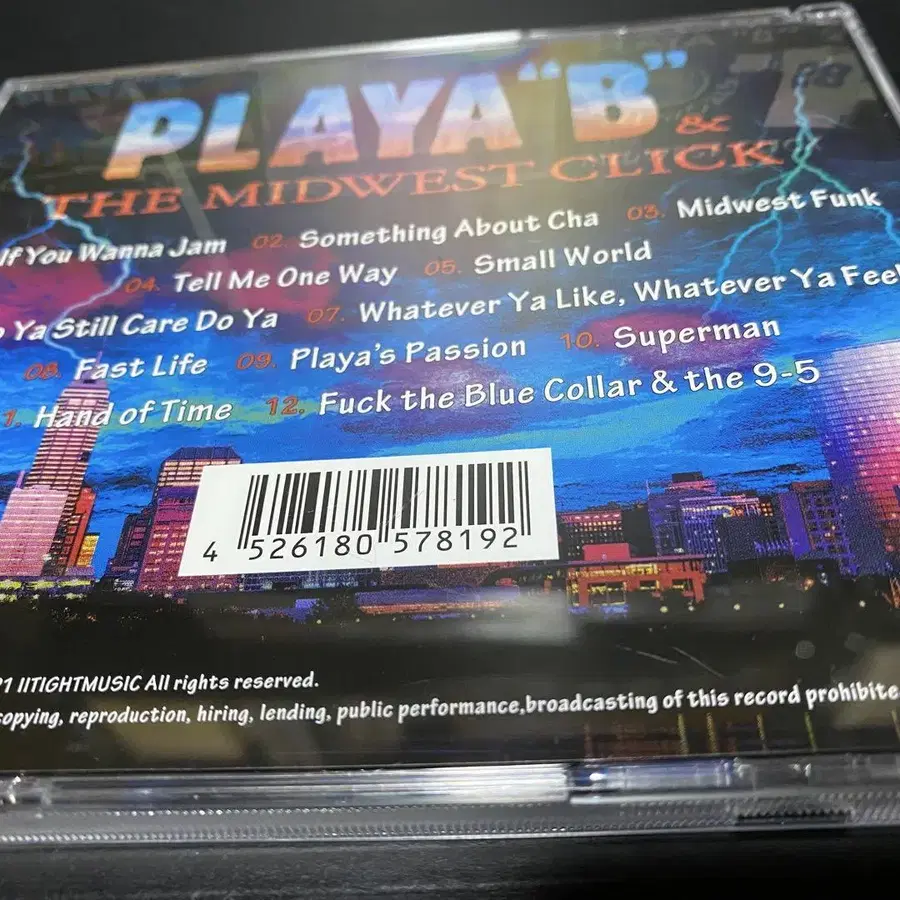 PLAYA "B" &
THE MIDWEST CLICK
If You Wanna Jam 02. Something About Cha 03. Midwest Funk
04. Tell Me One Way 05. Small World
Ya Still Care Do Ya 07. Whatever Ya Like, Whatever Ya Feel
08. Fast Life 09. Playa's Passion 10. Superman
1. Hand of Time 12. Fuck the Blue Collar & the 9-5
4 526180 578192
21 IITIGHTMUSIC All rights reserved.
copying, reproduction, hiring, lending, public performance,broadcasting of this record prohibite